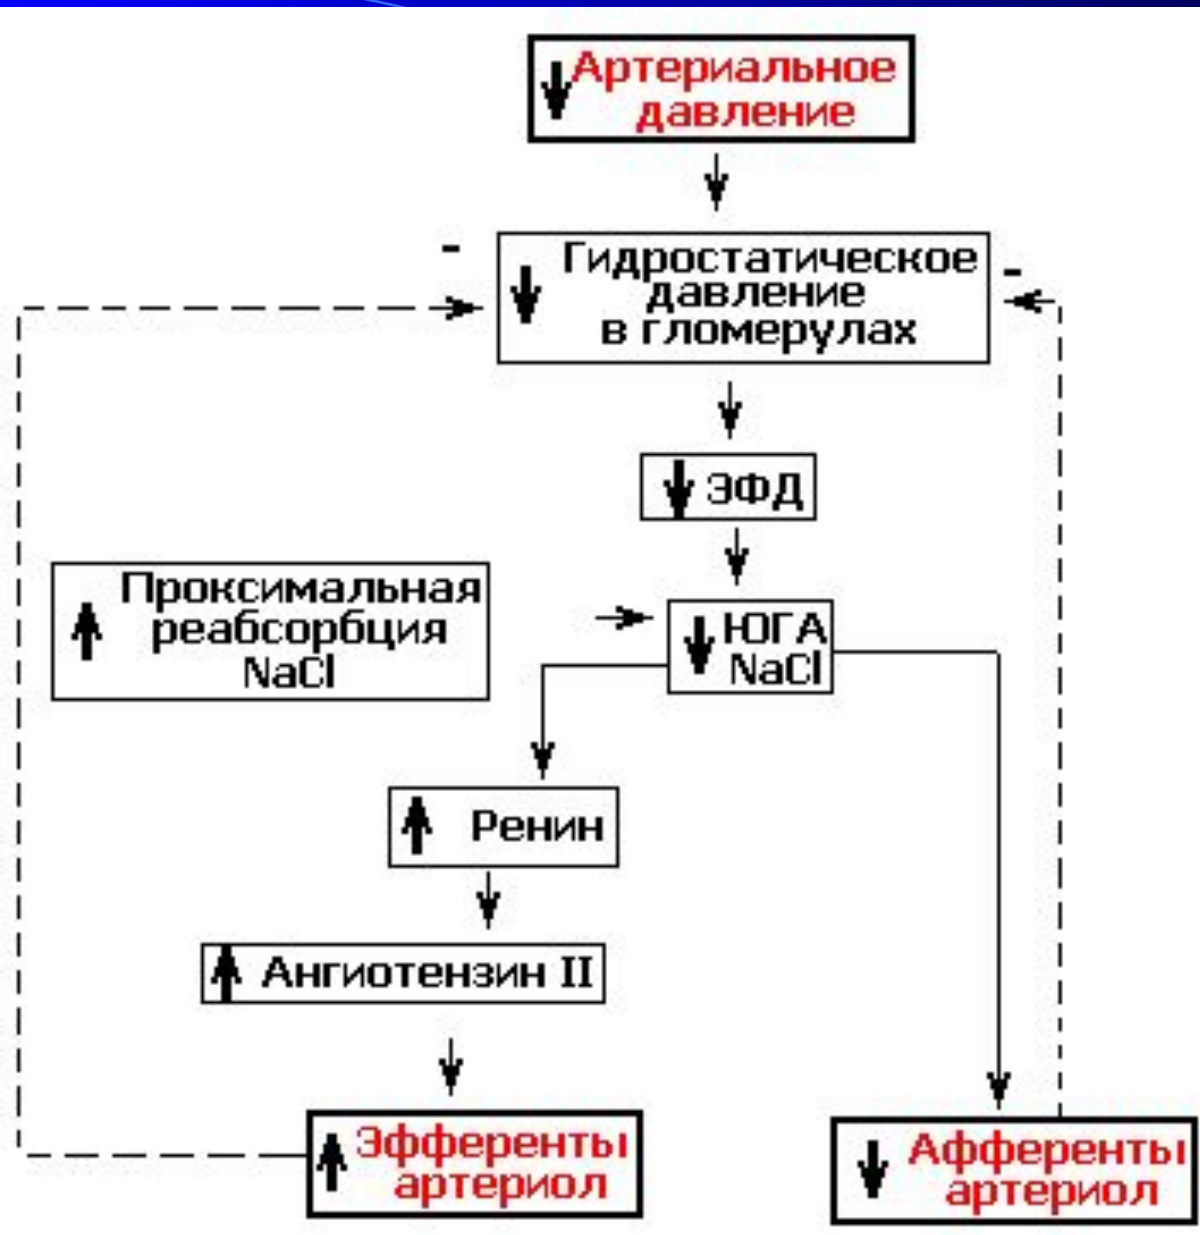 Артериальное
давление
-
Гидростатическое
давление
в гломерулах
-
ЭФД
Проксимальная
реабсорбция
NaCl
ЮГА
NaCl
Ренин
Ангиотензин II
Эфференты
артериол
Афференты
артериол